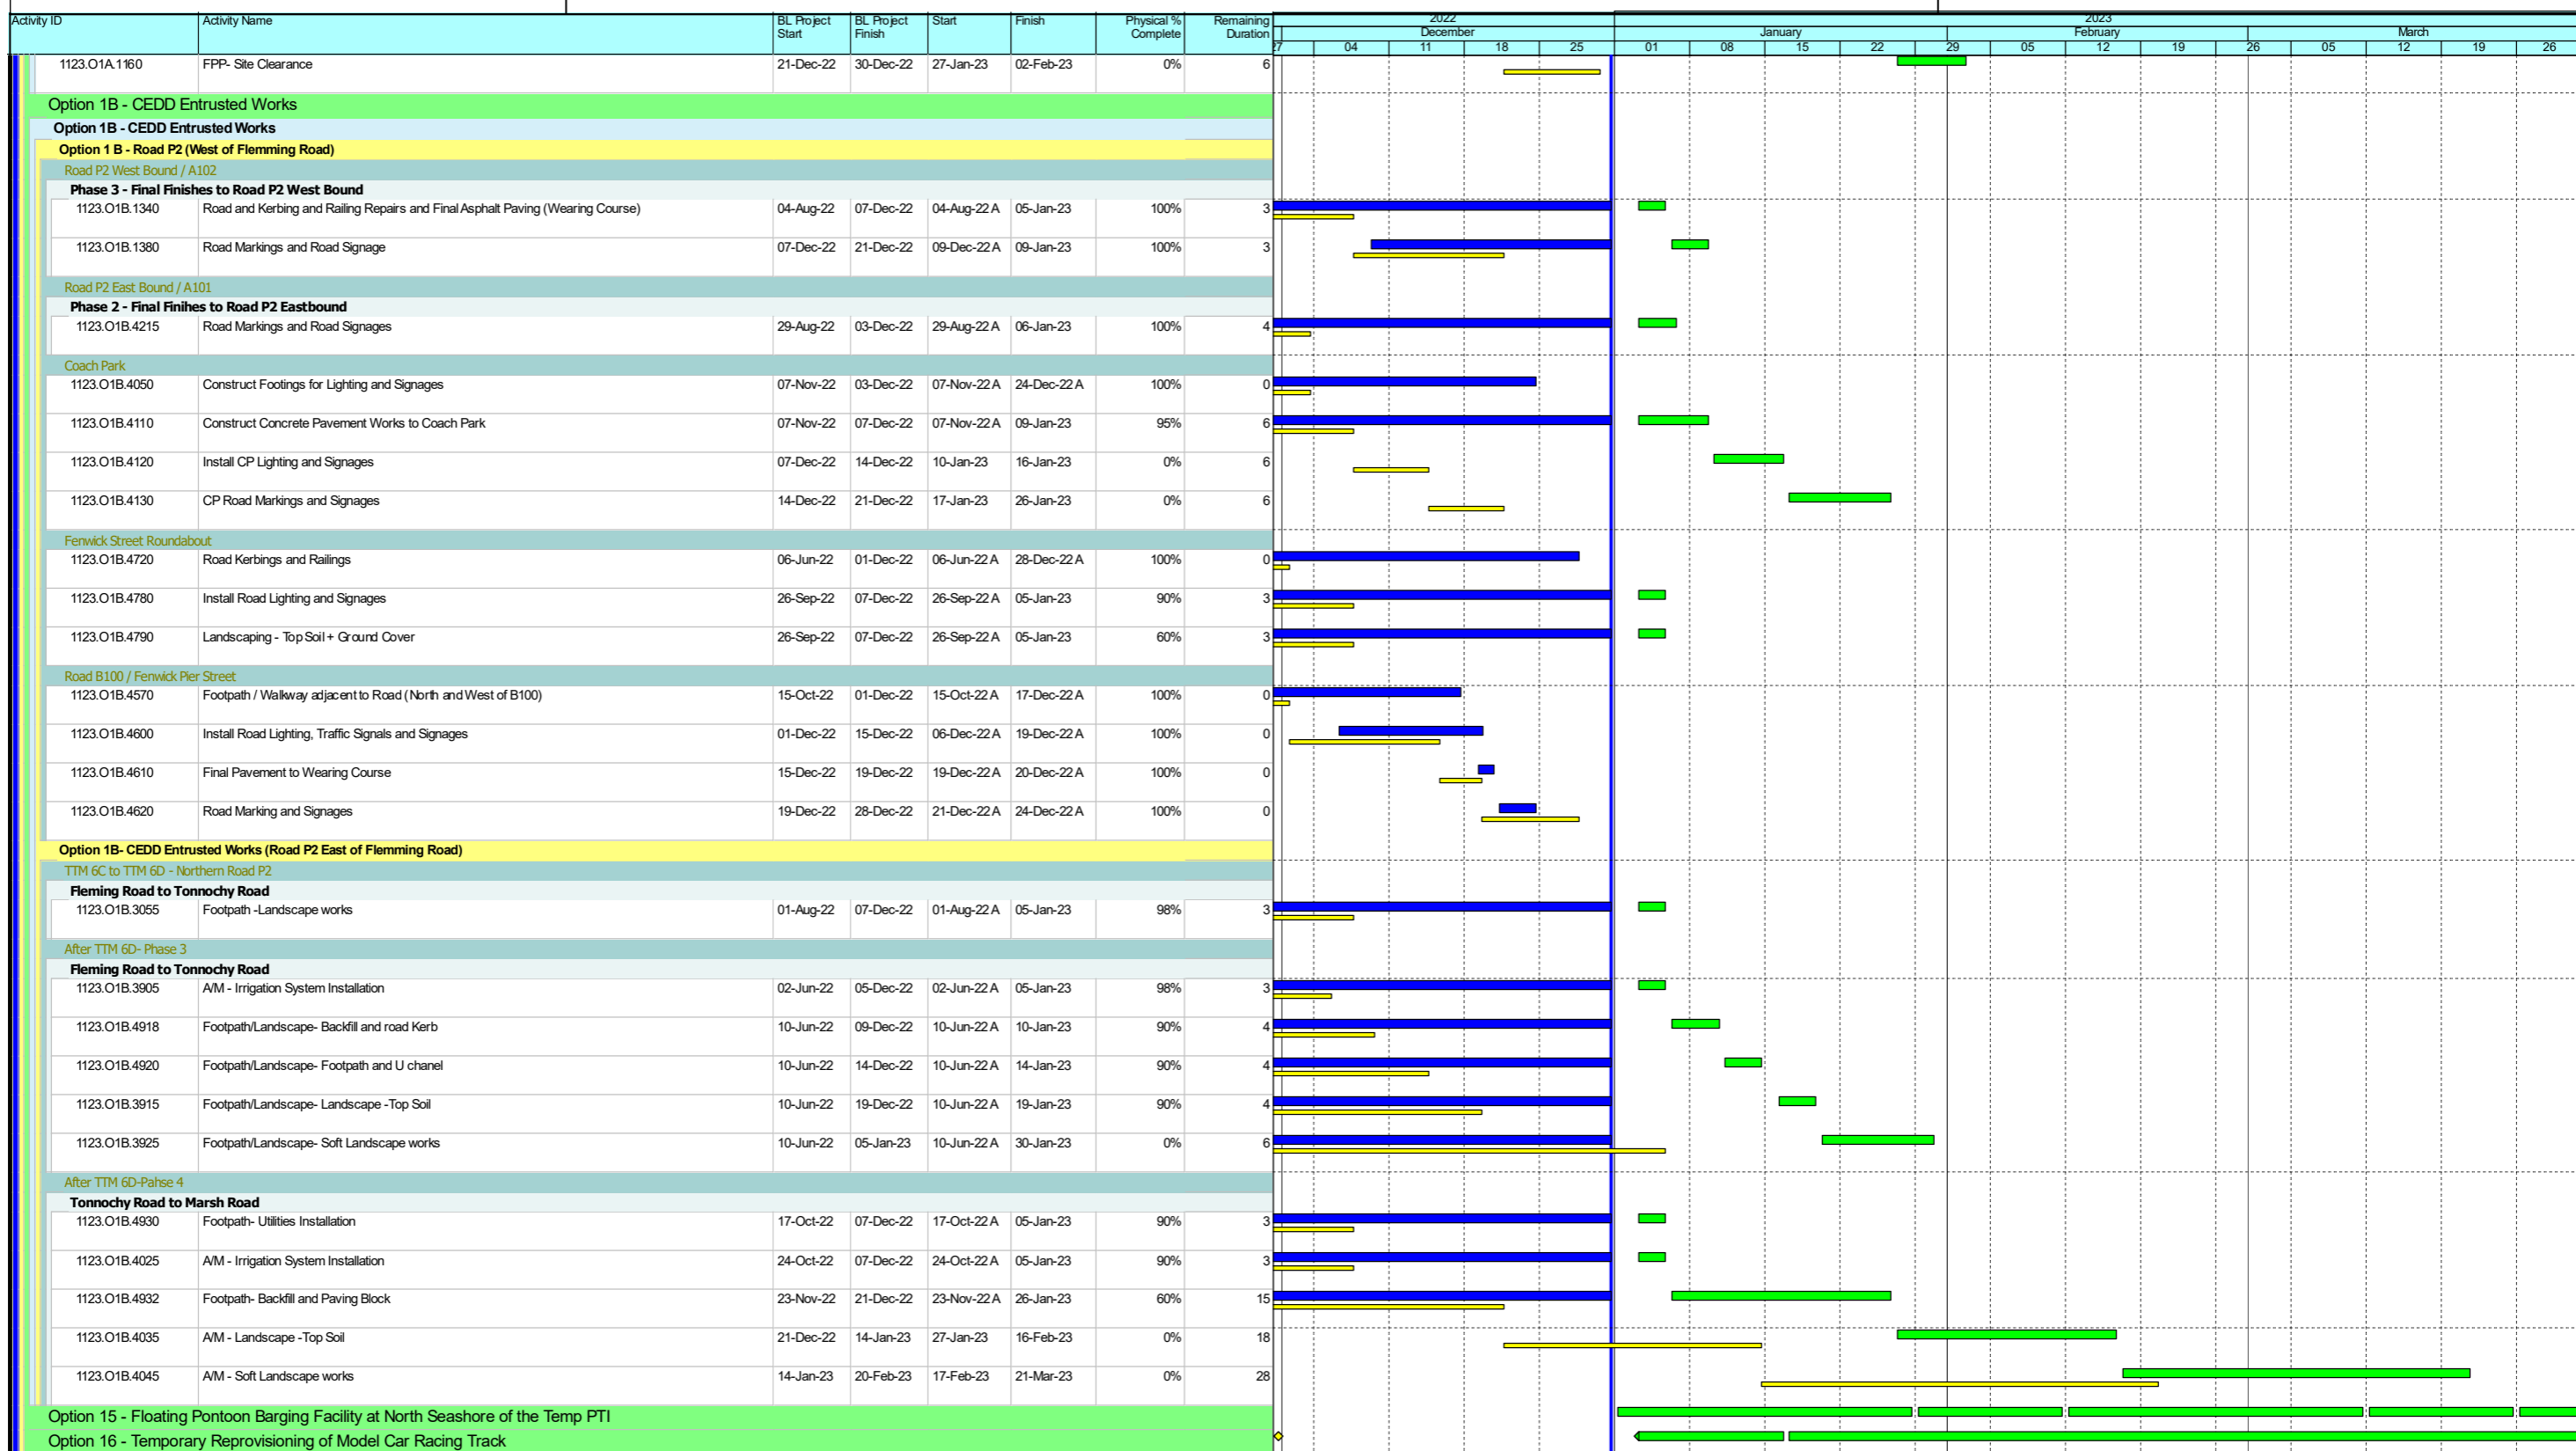 Activity ID Activity Name BL Project Start BL Project Finish Start Finish Physical % Complete Remaining Duration
2022 2023
December January February March
27 04 11 18 25 01 08 15 22 29 05 12 19 26 05 12 19 26
1123.O1A.1160 FPP- Site Clearance 21-Dec-22 30-Dec-22 27-Jan-23 02-Feb-23 0% 6
Option 1B - CEDD Entrusted Works
Option 1B - CEDD Entrusted Works
Option 1 B - Road P2 (West of Flemming Road)
Road P2 West Bound / A102
Phase 3 - Final Finishes to Road P2 West Bound
1123.O1B.1340 Road and Kerbing and Railing Repairs and Final Asphalt Paving (Wearing Course) 04-Aug-22 07-Dec-22 04-Aug-22 A 05-Jan-23 100% 3
1123.O1B.1380 Road Markings and Road Signage 07-Dec-22 21-Dec-22 09-Dec-22 A 09-Jan-23 100% 3
Road P2 East Bound / A101
Phase 2 - Final Finihes to Road P2 Eastbound
1123.O1B.4215 Road Markings and Road Signages 29-Aug-22 03-Dec-22 29-Aug-22 A 06-Jan-23 100% 4
Coach Park
1123.O1B.4050 Construct Footings for Lighting and Signages 07-Nov-22 03-Dec-22 07-Nov-22 A 24-Dec-22 A 100% 0
1123.O1B.4110 Construct Concrete Pavement Works to Coach Park 07-Nov-22 07-Dec-22 07-Nov-22 A 09-Jan-23 95% 6
1123.O1B.4120 Install CP Lighting and Signages 07-Dec-22 14-Dec-22 10-Jan-23 16-Jan-23 0% 6
1123.O1B.4130 CP Road Markings and Signages 14-Dec-22 21-Dec-22 17-Jan-23 26-Jan-23 0% 6
Fenwick Street Roundabout
1123.O1B.4720 Road Kerbings and Railings 06-Jun-22 01-Dec-22 06-Jun-22 A 28-Dec-22 A 100% 0
1123.O1B.4780 Install Road Lighting and Signages 26-Sep-22 07-Dec-22 26-Sep-22 A 05-Jan-23 90% 3
1123.O1B.4790 Landscaping - Top Soil + Ground Cover 26-Sep-22 07-Dec-22 26-Sep-22 A 05-Jan-23 60% 3
Road B100 / Fenwick Pier Street
1123.O1B.4570 Footpath / Walkway adjacent to Road (North and West of B100) 15-Oct-22 01-Dec-22 15-Oct-22 A 17-Dec-22 A 100% 0
1123.O1B.4600 Install Road Lighting, Traffic Signals and Signages 01-Dec-22 15-Dec-22 06-Dec-22 A 19-Dec-22 A 100% 0
1123.O1B.4610 Final Pavement to Wearing Course 15-Dec-22 19-Dec-22 19-Dec-22 A 20-Dec-22 A 100% 0
1123.O1B.4620 Road Marking and Signages 19-Dec-22 28-Dec-22 21-Dec-22 A 24-Dec-22 A 100% 0
Option 1B- CEDD Entrusted Works (Road P2 East of Flemming Road)
TTM 6C to TTM 6D - Northern Road P2
Fleming Road to Tonnochy Road
1123.O1B.3055 Footpath -Landscape works 01-Aug-22 07-Dec-22 01-Aug-22 A 05-Jan-23 98% 3
After TTM 6D- Phase 3
Fleming Road to Tonnochy Road
1123.O1B.3905 A/M - Irrigation System Installation 02-Jun-22 05-Dec-22 02-Jun-22 A 05-Jan-23 98% 3
1123.O1B.4918 Footpath/Landscape- Backfill and road Kerb 10-Jun-22 09-Dec-22 10-Jun-22 A 10-Jan-23 90% 4
1123.O1B.4920 Footpath/Landscape- Footpath and U chanel 10-Jun-22 14-Dec-22 10-Jun-22 A 14-Jan-23 90% 4
1123.O1B.3915 Footpath/Landscape- Landscape -Top Soil 10-Jun-22 19-Dec-22 10-Jun-22 A 19-Jan-23 90% 4
1123.O1B.3925 Footpath/Landscape- Soft Landscape works 10-Jun-22 05-Jan-23 10-Jun-22 A 30-Jan-23 0% 6
After TTM 6D-Pahse 4
Tonnochy Road to Marsh Road
1123.O1B.4930 Footpath- Utilities Installation 17-Oct-22 07-Dec-22 17-Oct-22 A 05-Jan-23 90% 3
1123.O1B.4025 A/M - Irrigation System Installation 24-Oct-22 07-Dec-22 24-Oct-22 A 05-Jan-23 90% 3
1123.O1B.4932 Footpath- Backfill and Paving Block 23-Nov-22 21-Dec-22 23-Nov-22 A 26-Jan-23 60% 15
1123.O1B.4035 A/M - Landscape -Top Soil 21-Dec-22 14-Jan-23 27-Jan-23 16-Feb-23 0% 18
1123.O1B.4045 A/M - Soft Landscape works 14-Jan-23 20-Feb-23 17-Feb-23 21-Mar-23 0% 28
Option 15 - Floating Pontoon Barging Facility at North Seashore of the Temp PTI
Option 16 - Temporary Reprovisioning of Model Car Racing Track